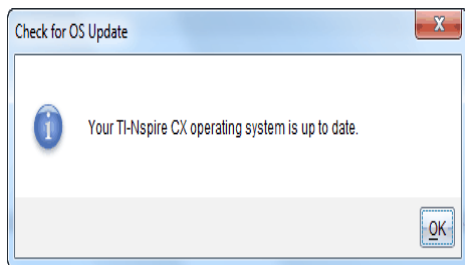 Check for OS Update
Your TI-Nspire CX operating system is up to date.
OK